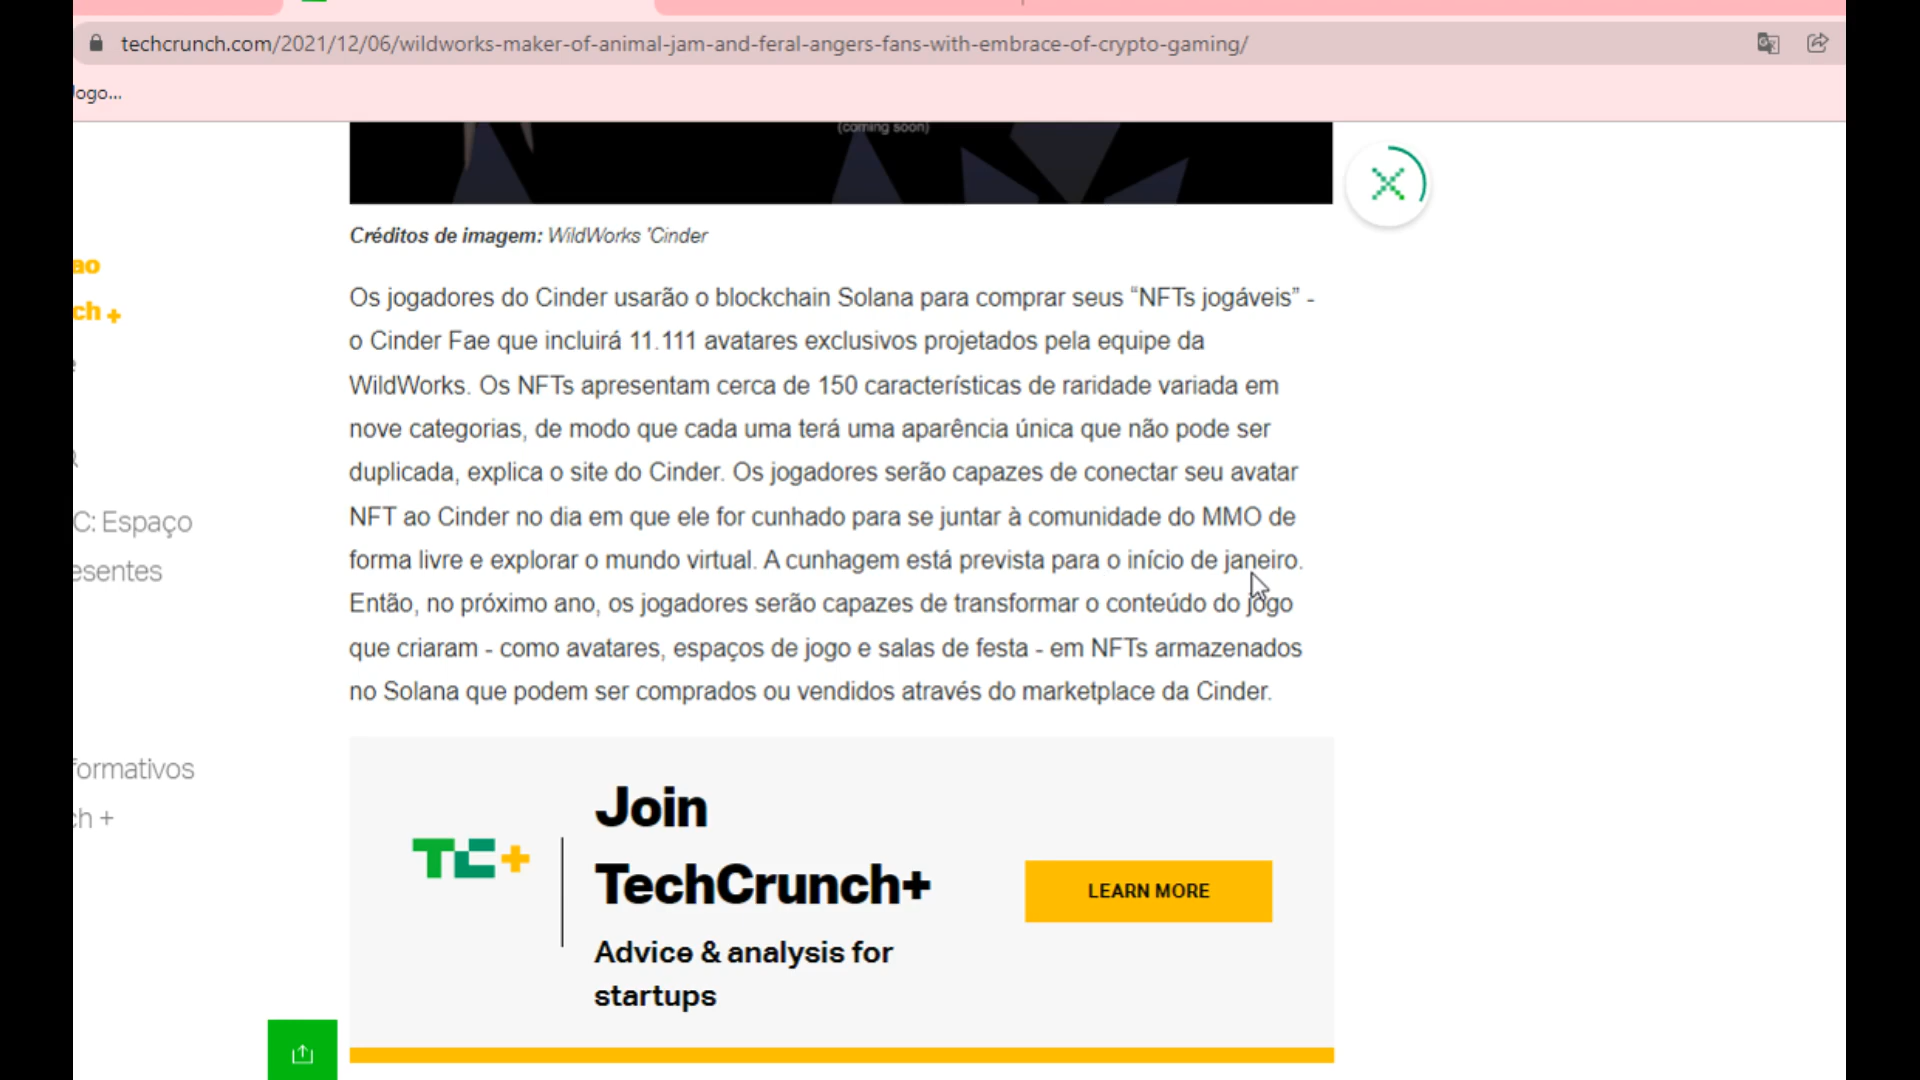 techcrunch.com/2021/12/06/wildworks-maker-of-animal-jam-and-feral-angers-fans-with-embrace-of-crypto-gaming/
Jogo...
(coming soon)
Créditos de imagem: WildWorks 'Cinder
Os jogadores do Cinder usarão o blockchain Solana para comprar seus “NFTs jogáveis” -
o Cinder Fae que incluirá 11.111 avatares exclusivos projetados pela equipe da
WildWorks. Os NFTs apresentam cerca de 150 características de raridade variada em
nove categorias, de modo que cada uma terá uma aparência única que não pode ser
duplicada, explica o site do Cinder. Os jogadores serão capazes de conectar seu avatar
NFT ao Cinder no dia em que ele for cunhado para se juntar à comunidade do MMO de
forma livre e explorar o mundo virtual. A cunhagem está prevista para o início de janeiro.
Então, no próximo ano, os jogadores serão capazes de transformar o conteúdo do jogo
que criaram - como avatares, espaços de jogo e salas de festa - em NFTs armazenados
no Solana que podem ser comprados ou vendidos através do marketplace da Cinder.
ao
ch +
C: Espaço
esentes
formativos
ch +
TC+
Join
TechCrunch+
Advice & analysis for
startups
LEARN MORE